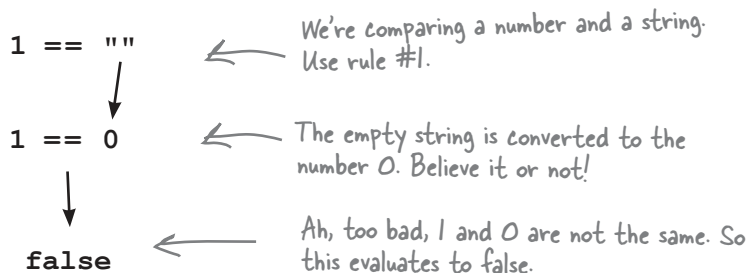 1 == ""
We're comparing a number and a string.
Use rule #1.
1 == 0
The empty string is converted to the
number 0. Believe it or not!
false
Ah, too bad, 1 and 0 are not the same. So
this evaluates to false.